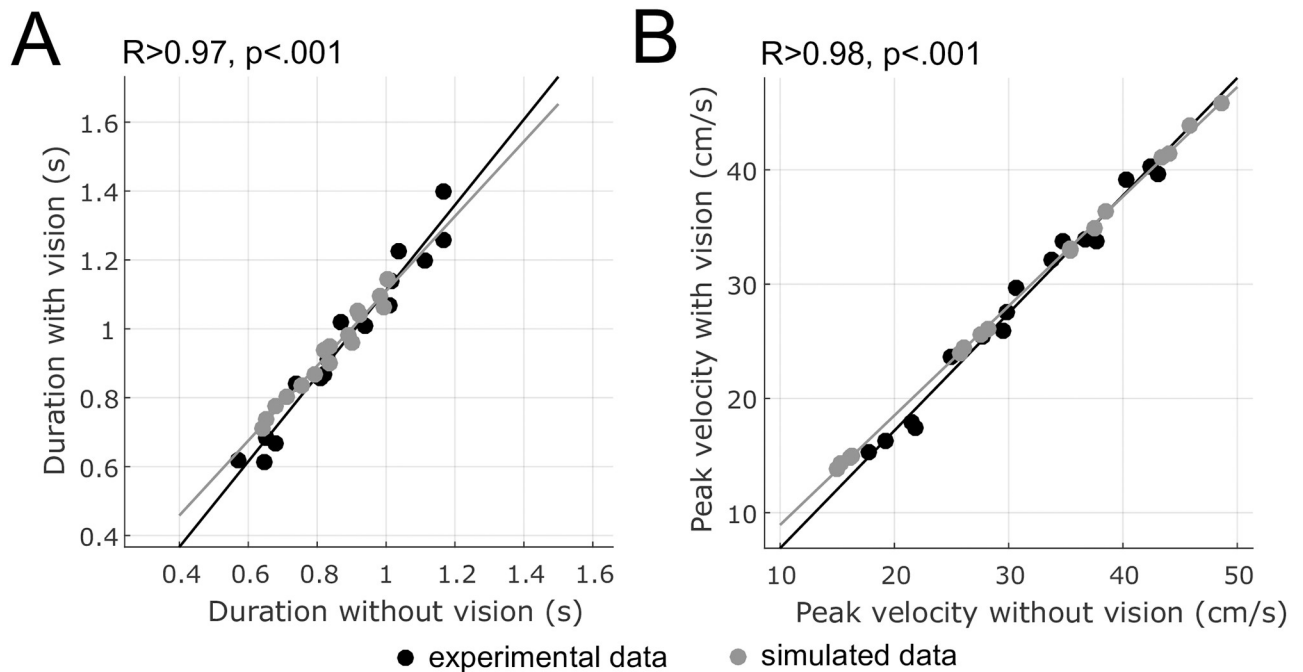 A
R>0.97, p<.001
Duration with vision (s)
1.6
1.4
1.2
1
0.8
0.6
0.4
0.4 0.6 0.8 1 1.2 1.4 1.6
Duration without vision (s)
B
R>0.98, p<.001
Peak velocity with vision (cm/s)
40
30
20
10
10 20 30 40 50
Peak velocity without vision (cm/s)
experimental data
simulated data